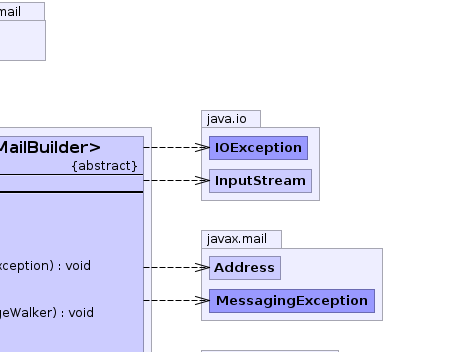 mail
java.io
MailBuilder>
IOException
{abstract}
InputStream
javax.mail
xception) : void
Address
MessagingException
geWalker) : void